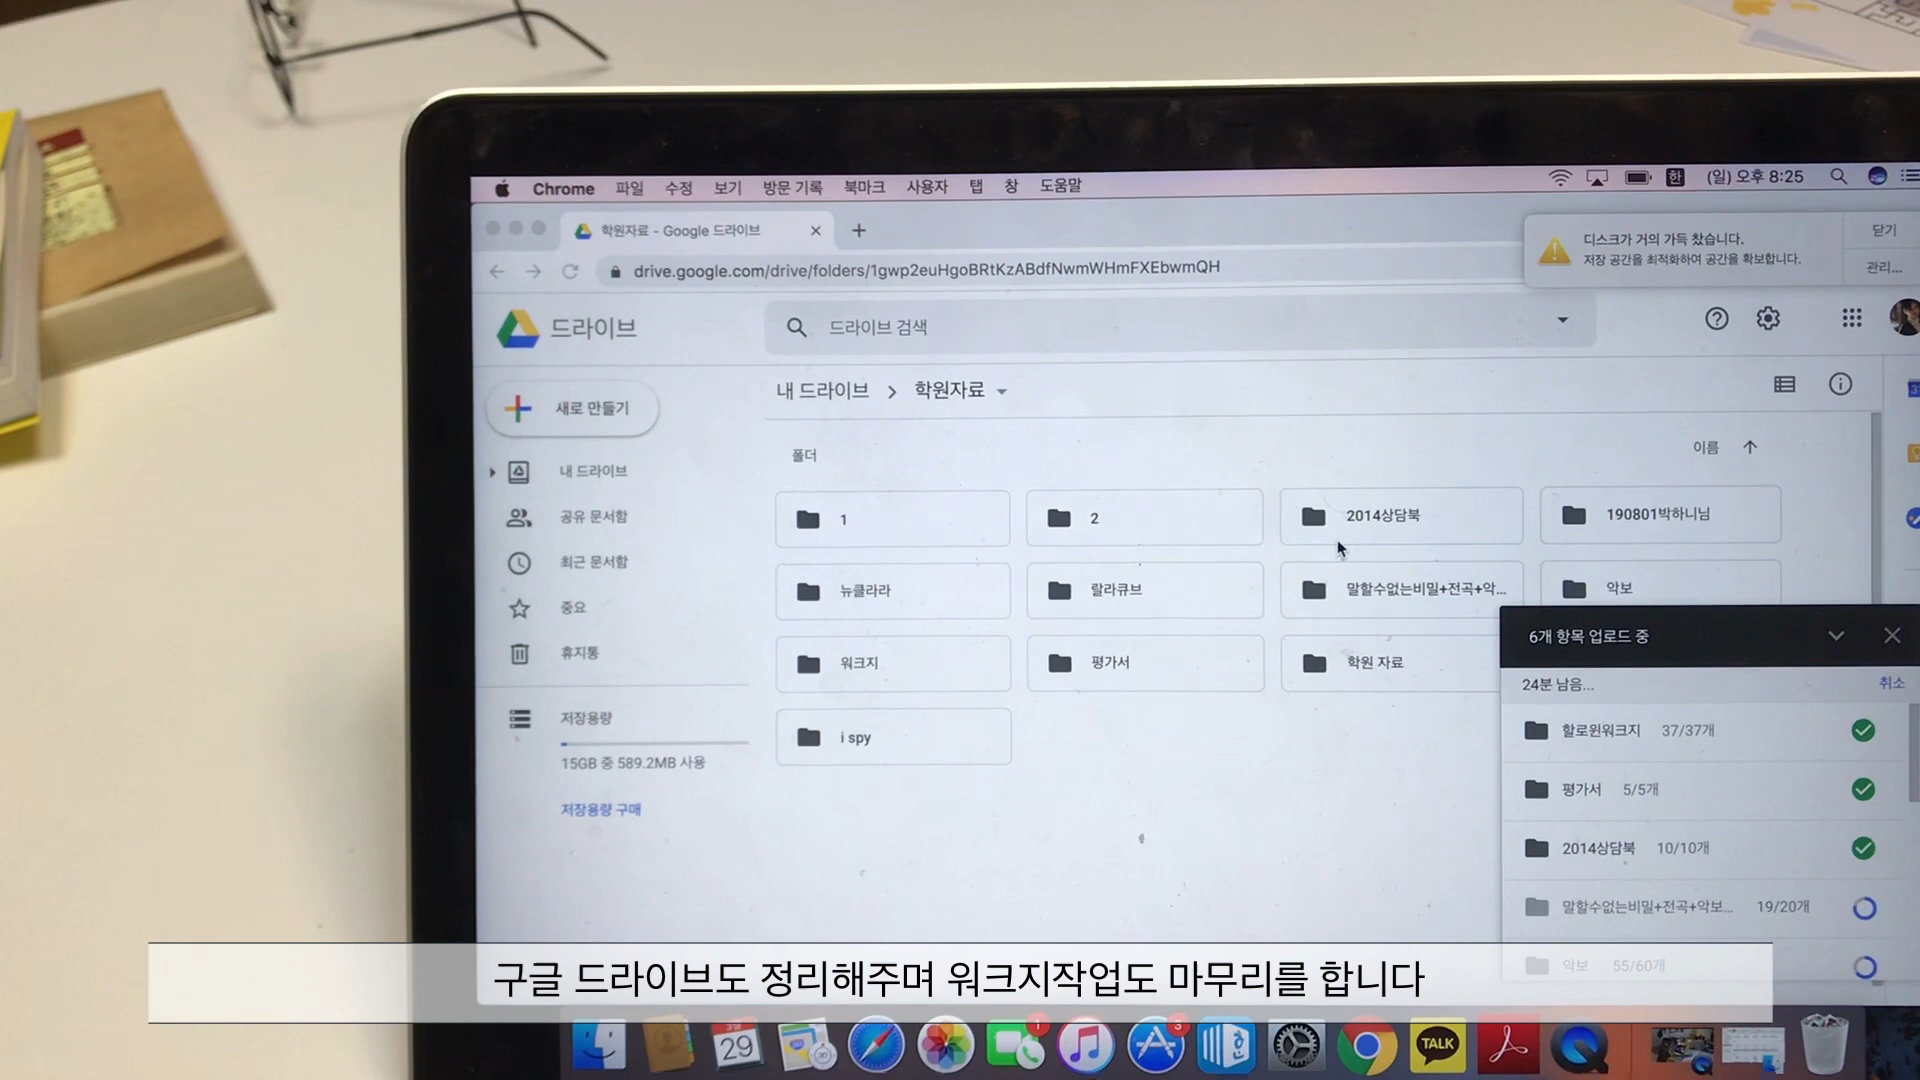 Chrome 파일 수정 보기 방문 기록 북마크 사용자 탭 창 도움말 한 (일) 오후 8:25
학원자료 - Google 드라이브
drive.google.com/drive/folders/1gwp2euHgoBRtKzABdfNwmWHmFXEbwmQH
디스크가 거의 가득 찼습니다.
저장 공간을 최적화하여 공간을 확보합니다.
닫기
관리...
드라이브
드라이브 검색
새로 만들기
내 드라이브
공유 문서함
최근 문서함
중요
휴지통
저장용량
15GB 중 589.2MB 사용
저장용량 구매
내 드라이브 > 학원자료
폴더 이름
1 2 2014상담북 190801박하니님
뉴클라라 랄라큐브 말할수없는비밀+전곡+악... 악보
워크지 평가서 학원 자료
i spy
6개 항목 업로드 중
24분 남음... 취소
할로윈워크지 37/37개
평가서 5/5개
2014상담북 10/10개
말할수없는비밀+전곡+악보... 19/20개
악보 55/60개
구글 드라이브도 정리해주며 워크지작업도 마무리를 합니다
3월
29
1
3
TALK